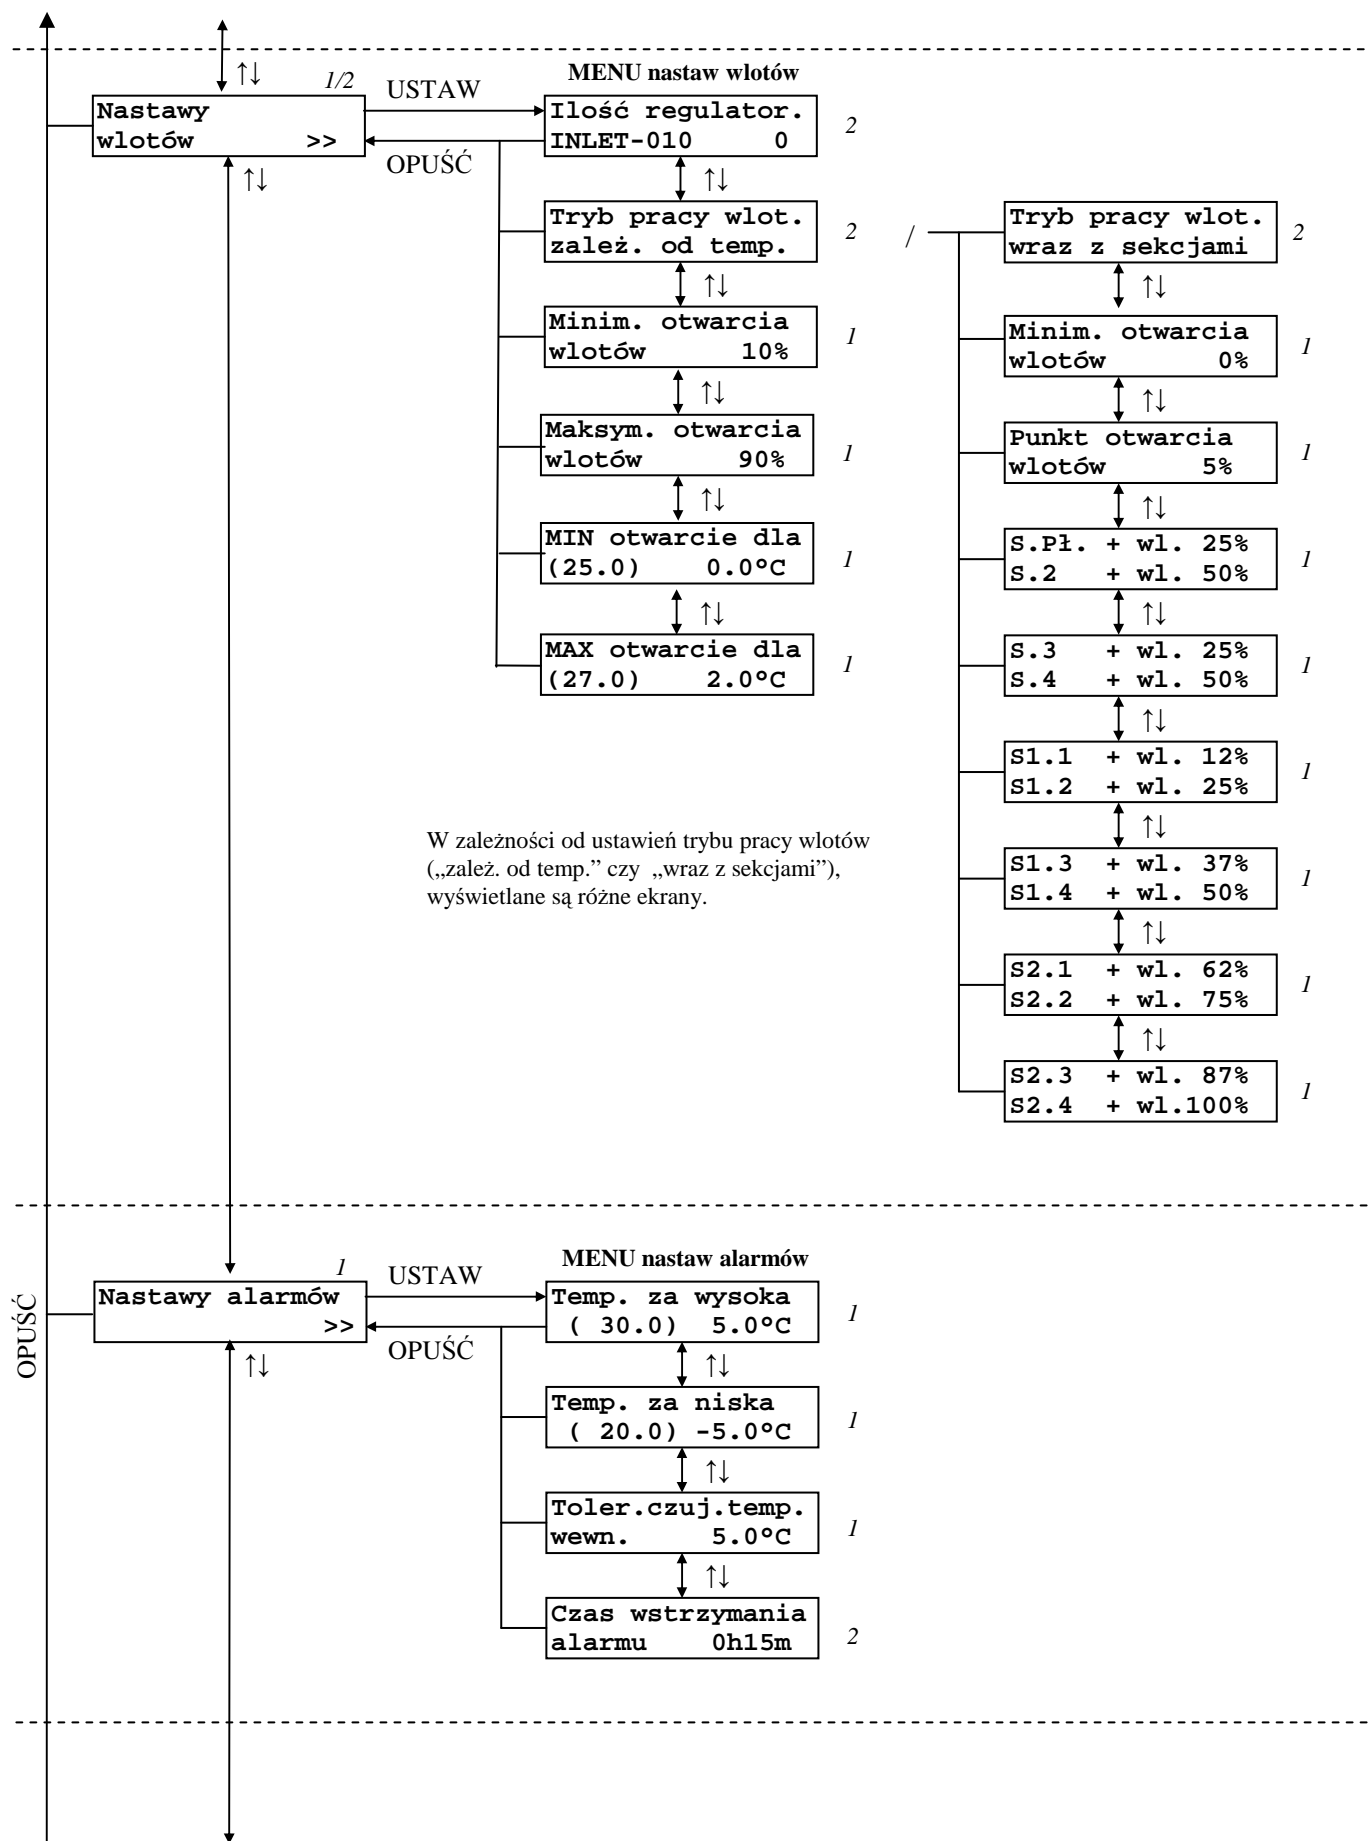 ↑↓
1/2
USTAW
MENU nastaw wlotów
Nastawy
wlotów >>
OPUŚĆ
↑↓
Ilość regulator.
INLET-010 0
2
↑↓
Tryb pracy wlot.
zależ. od temp.
2
↑↓
Minim. otwarcia
wlotów 10%
1
↑↓
Maksym. otwarcia
wlotów 90%
1
↑↓
MIN otwarcie dla
(25.0) 0.0°C
1
↑↓
MAX otwarcie dla
(27.0) 2.0°C
1
/
Tryb pracy wlot.
wraz z sekcjami
2
↑↓
Minim. otwarcia
wlotów 0%
1
↑↓
Punkt otwarcia
wlotów 5%
1
↑↓
S.Pł. + wl. 25%
S.2 + wl. 50%
1
↑↓
S.3 + wl. 25%
S.4 + wl. 50%
1
↑↓
S1.1 + wl. 12%
S1.2 + wl. 25%
1
↑↓
S1.3 + wl. 37%
S1.4 + wl. 50%
1
↑↓
S2.1 + wl. 62%
S2.2 + wl. 75%
1
↑↓
S2.3 + wl. 87%
S2.4 + wl.100%
1
W zależności od ustawień trybu pracy wlotów
(„zależ. od temp.” czy „wraz z sekcjami”),
wyświetlane są różne ekrany.
OPUŚĆ
1
USTAW
MENU nastaw alarmów
Nastawy alarmów
>>
OPUŚĆ
↑↓
Temp. za wysoka
( 30.0) 5.0°C
1
↑↓
Temp. za niska
( 20.0) -5.0°C
1
↑↓
Toler.czuj.temp.
wewn. 5.0°C
1
↑↓
Czas wstrzymania
alarmu 0h15m
2